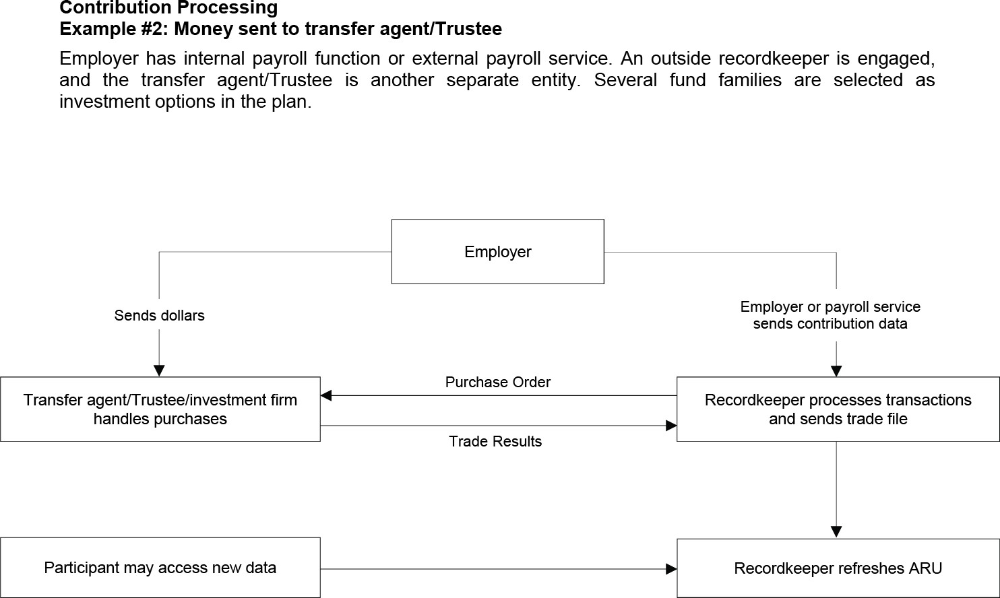 Contribution Processing
Example #2: Money sent to transfer agent/Trustee
Employer has internal payroll function or external payroll service. An outside recordkeeper is engaged,
and the transfer agent/Trustee is another separate entity. Several fund families are selected as
investment options in the plan.
Employer
Sends dollars
Employer or payroll service
sends contribution data
Purchase Order
Transfer agent/Trustee/investment firm
handles purchases
Recordkeeper processes transactions
and sends trade file
Trade Results
Participant may access new data
Recordkeeper refreshes ARU